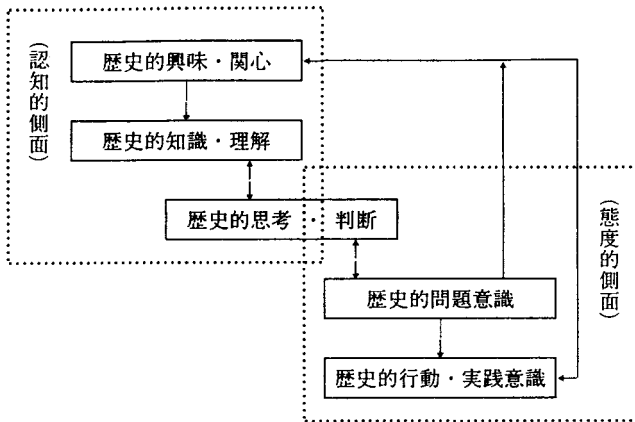 (認知的側面)
歴史的興味・関心
歴史的知識・理解
歴史的思考・判断
(態度的側面)
歴史的問題意識
歴史的行動・実践意識